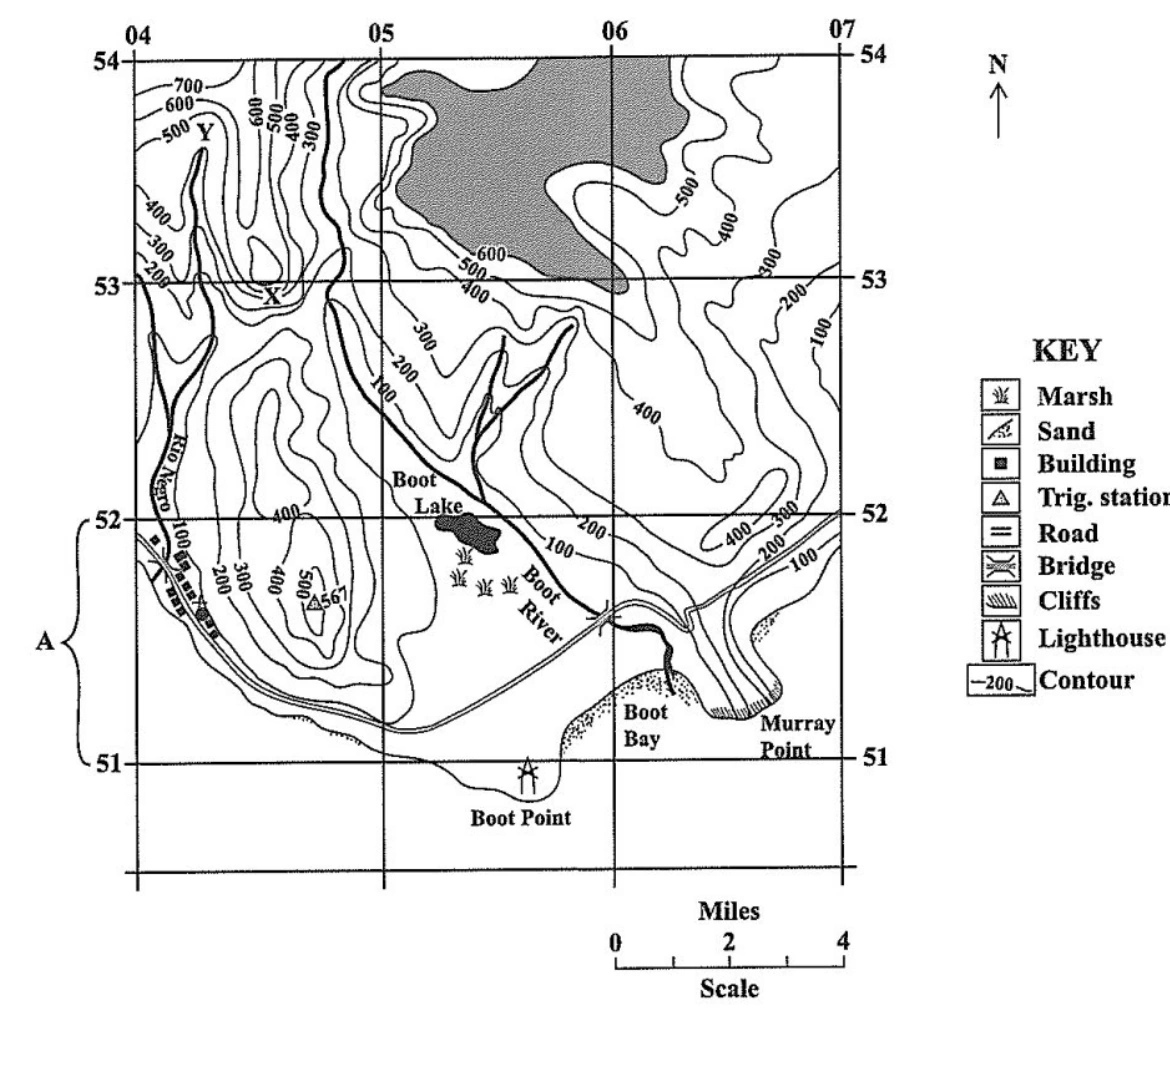 04
05
06
07
54
54
N
700
600
500
Y
600
500
400
300
500
400
400
300
200
600
500
400
300
53
53
X
200
300
100
200
100
400
KEY
Marsh
Sand
Building
Trig. station
Road
Bridge
Cliffs
Lighthouse
-200- Contour
Rio Negro
Boot
Lake
400
300
52
52
100
200
400
200
100
100
200
300
400
500
567
Boot
River
A
Boot
Bay
Murray
Point
51
51
Boot Point
Miles
0 2 4
Scale